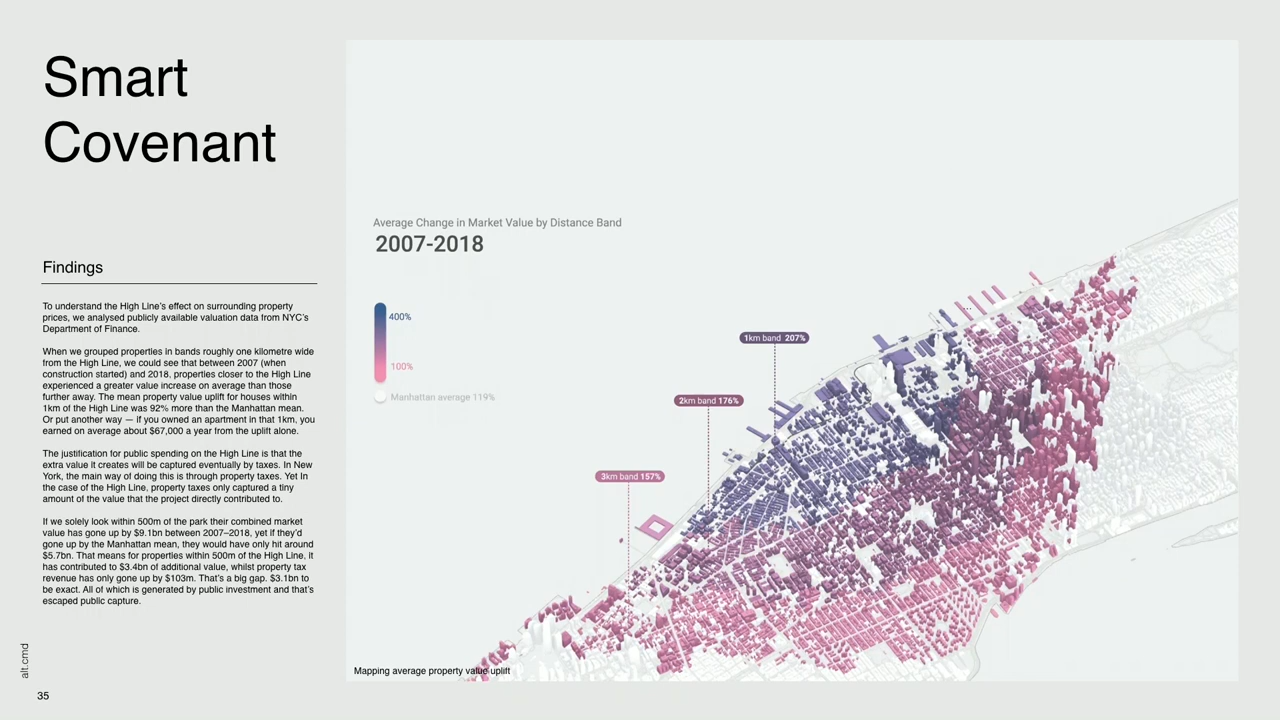 Smart
Covenant
Findings
To understand the High Line's effect on surrounding property
prices, we analysed publicly available valuation data from NYC's
Department of Finance.
When we grouped properties in bands roughly one kilometre wide
from the High Line, we could see that between 2007 (when
construction started) and 2018. properties closer to the High Line
experienced a greater value increase on average than those
further away. The mean property value uplift for houses within
1km of the High Line was 92% more than the Manhattan mean.
Or put another way — if you owned an apartment in that 1km, you
earned on average about $67,000 a year from the uplift alone.
The justification for public spending on the High Line is that the
extra value it creates will be captured eventually by taxes. In New
York, the main way of doing this is through property taxes. Yet In
the case of the High Line, property taxes only captured a tiny
amount of the value that the project directly contributed to.
If we solely look within 500m of the park their combined market
value has gone up by $9.1bn between 2007–2018, yet if they'd
gone up by the Manhattan mean, they would have only hit around
$5.7bn. That means for properties within 500m of the High Line, it
has contributed to $3.4bn of additional value, whilst property tax
revenue has only gone up by $103m. That's a big gap. $3.1bn to
be exact. All of which is generated by public investment and that's
escaped public capture.
alt.cmd
35
Average Change in Market Value by Distance Band
2007-2018
400%
100%
Manhattan average 119%
1km band 207%
2km band 176%
3km band 157%
Mapping average property value uplift